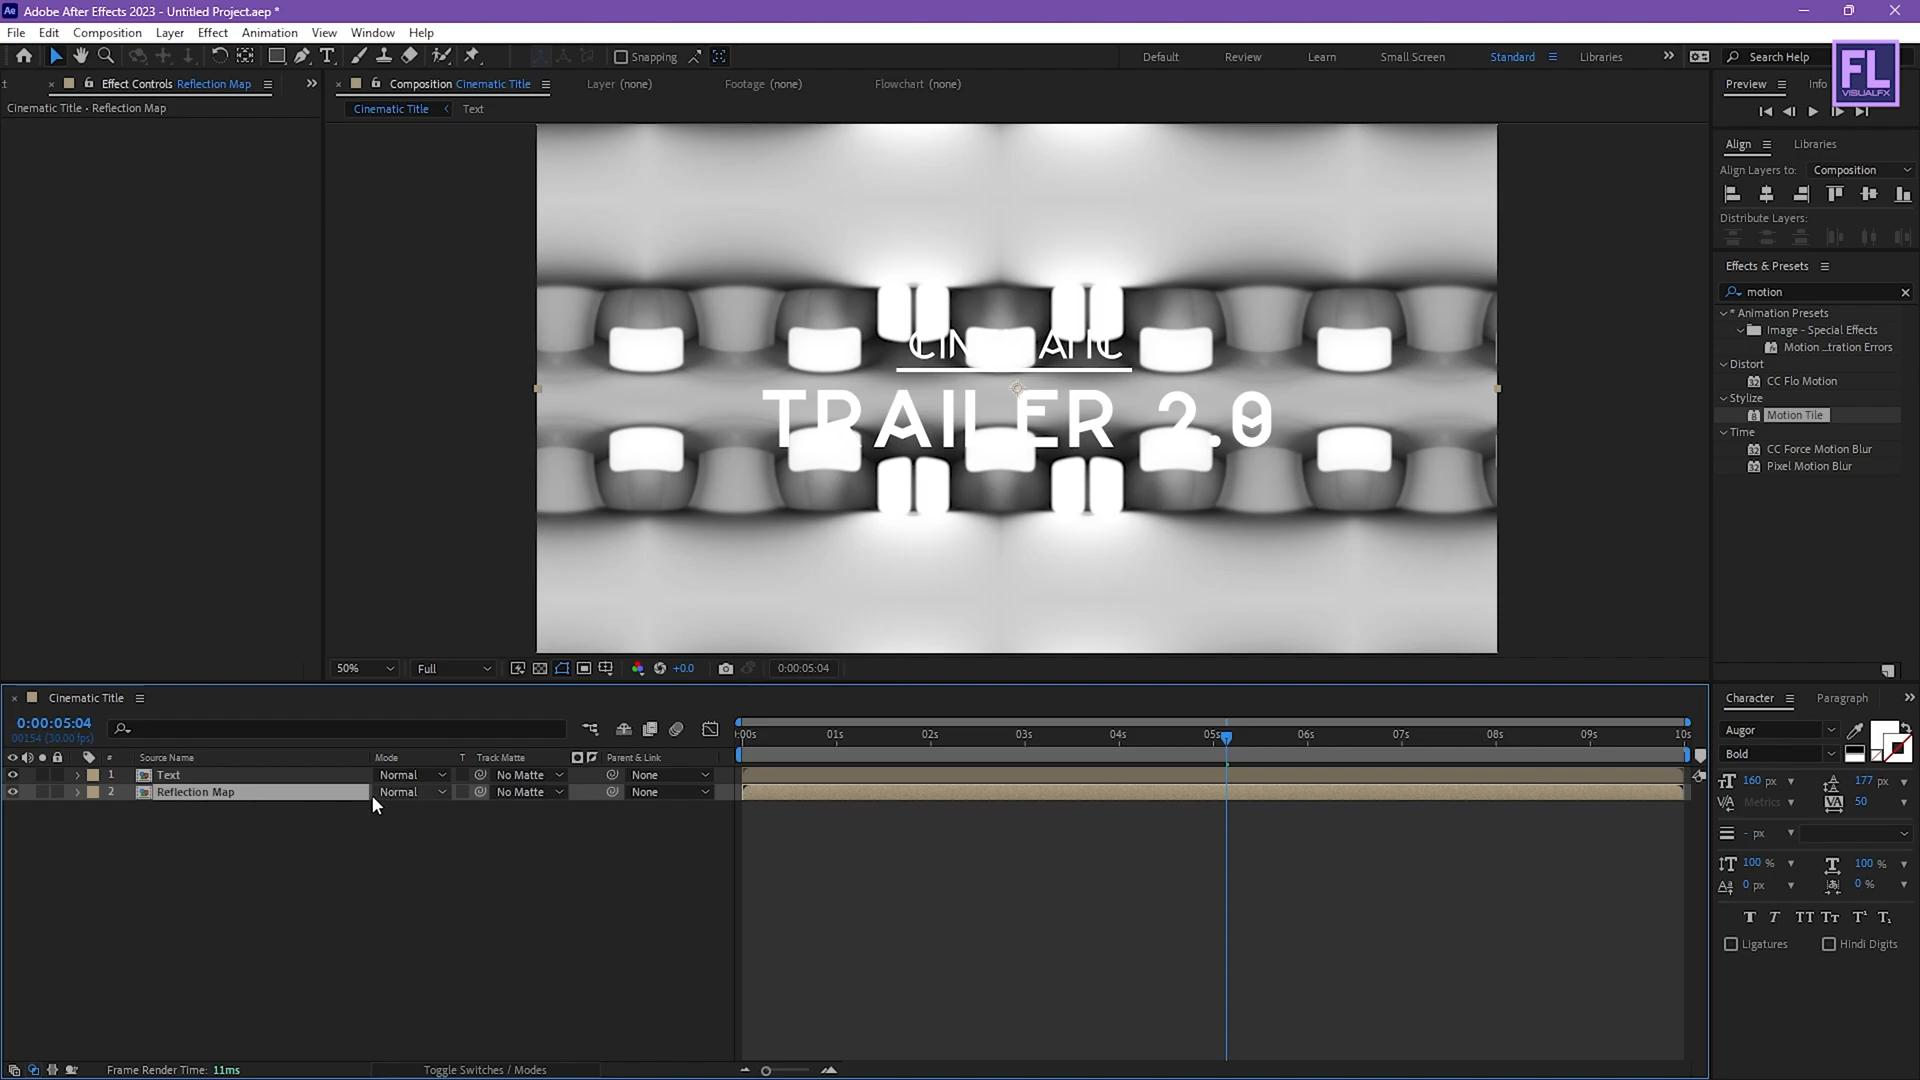 Adobe After Effects 2023 - Untitled Project.aep *
File Edit Composition Layer Effect Animation View Window Help
Snapping
Default Review Learn Small Screen Standard Libraries
Search Help
FL
VISUALFX
Effect Controls Reflection Map
Composition Cinematic Title
Layer (none)
Footage (none)
Flowchart (none)
Preview
Info
Cinematic Title • Reflection Map
Cinematic Title
Text
Align
Libraries
Align Layers to: Composition
Distribute Layers:
Effects & Presets
motion
* Animation Presets
Image - Special Effects
Motion ...tration Errors
Distort
CC Flo Motion
Stylize
Motion Tile
Time
CC Force Motion Blur
Pixel Motion Blur
TRAILER 2.0
50%
Full
+0.0
0:00:05:04
Cinematic Title
0:00:05:04
00154 (30.00 fps)
:00s 01s 02s 03s 04s 05s 06s 07s 08s 09s 10s
# Source Name Mode T Track Matte Parent & Link
1 Text Normal No Matte None
2 Reflection Map Normal No Matte None
Frame Render Time: 11ms
Toggle Switches / Modes
Character
Paragraph
Augor
Bold
160 px
177 px
Metrics
50
- px
100 %
100 %
0 px
0 %
Ligatures
Hindi Digits